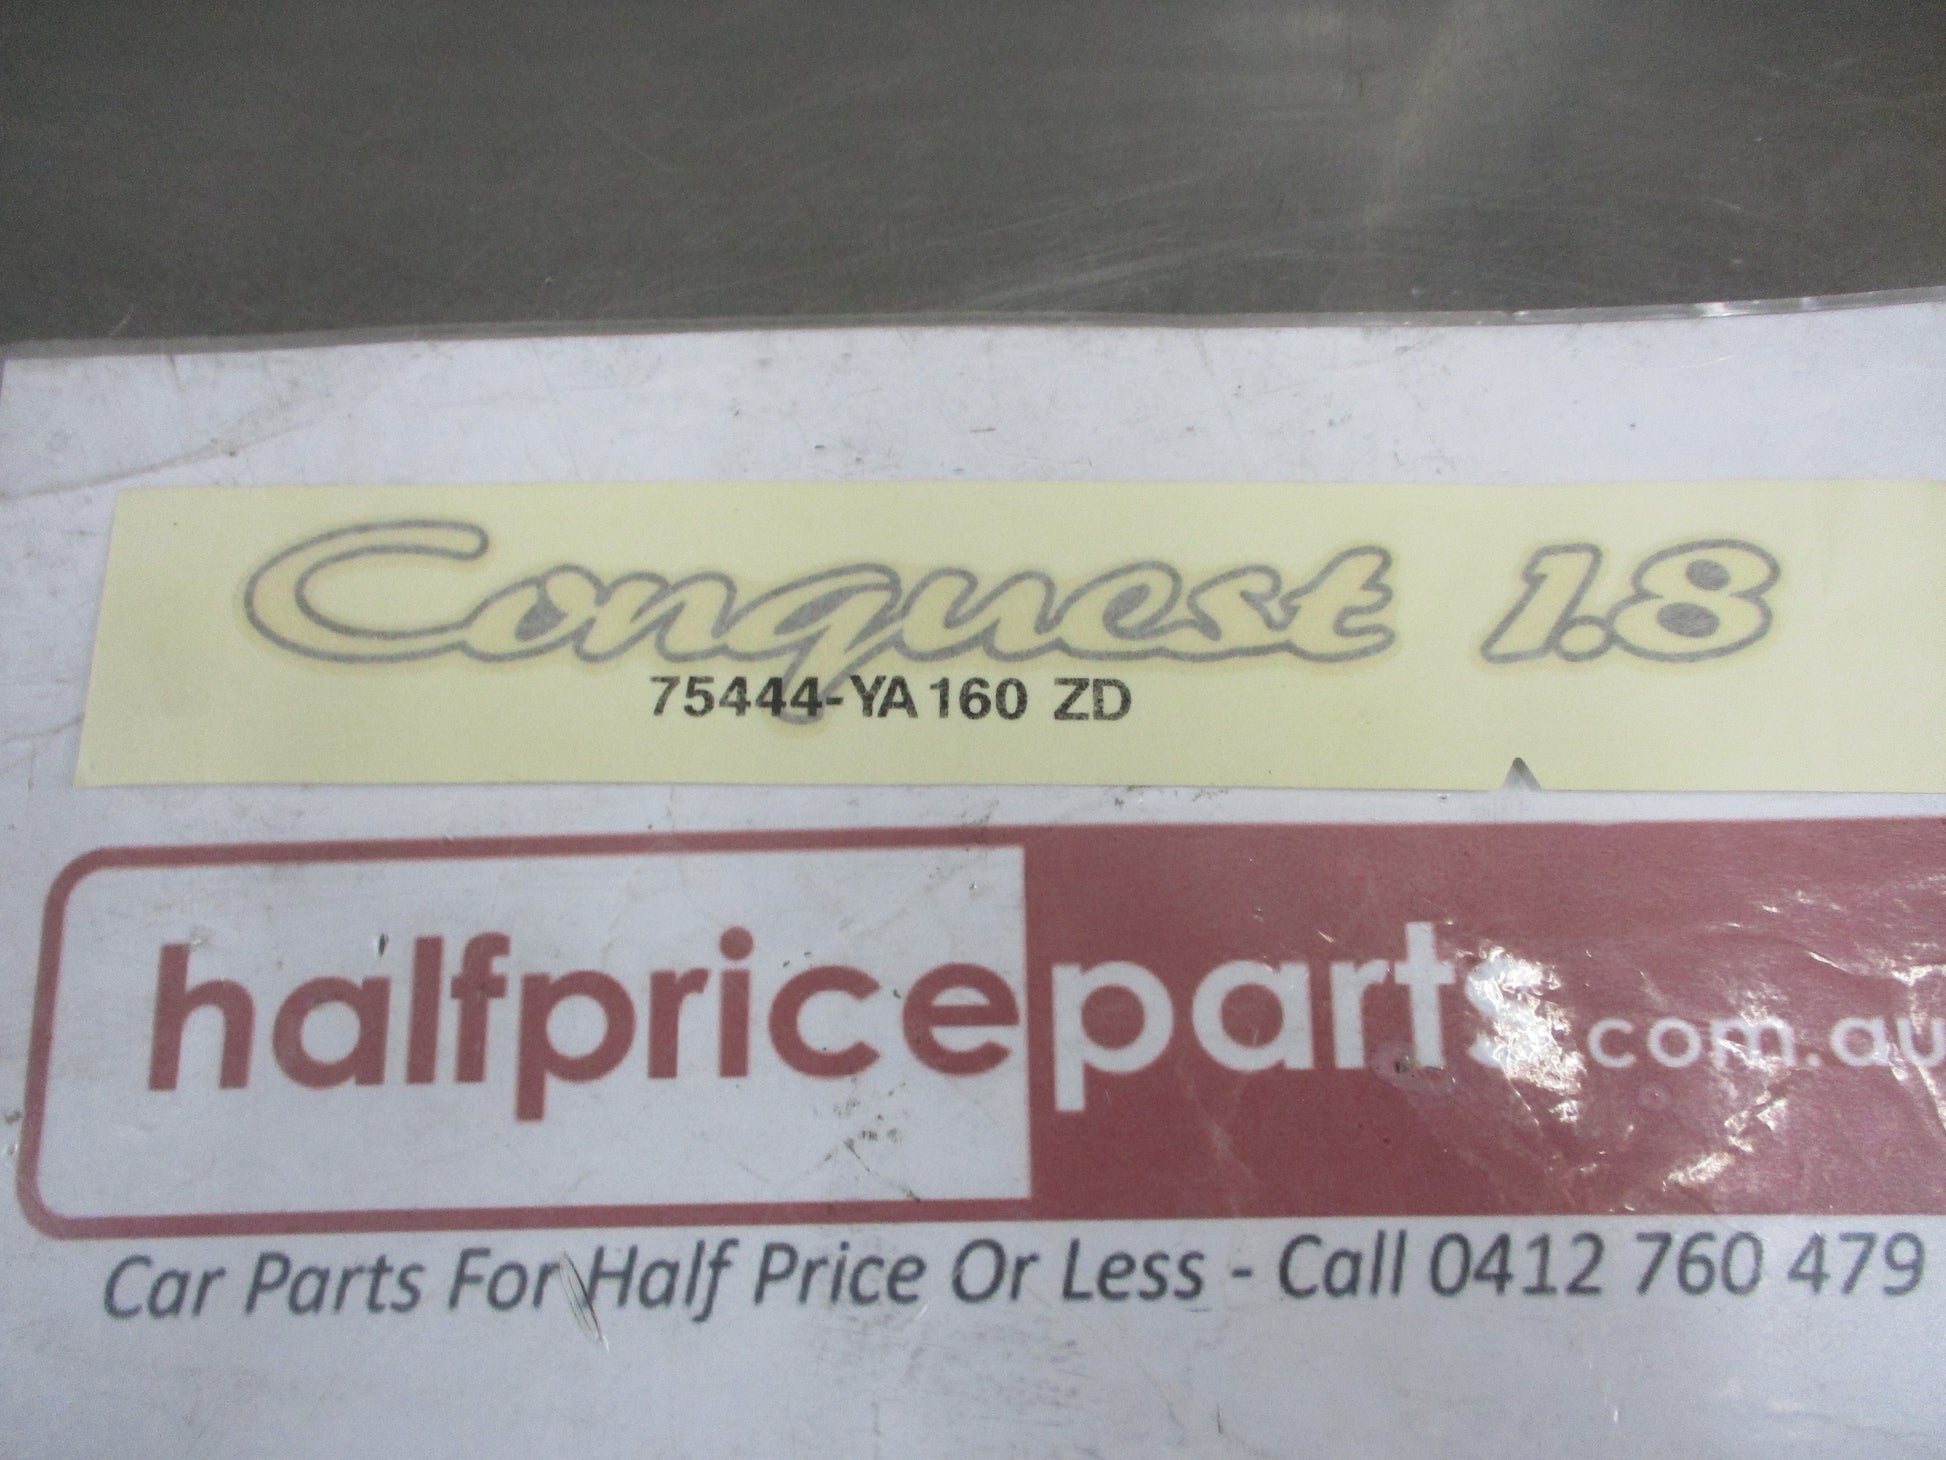 Conquest 1.8
75444-YA160 ZD
halfpriceparts.com.au
Car Parts For Half Price Or Less - Call 0412 760 479